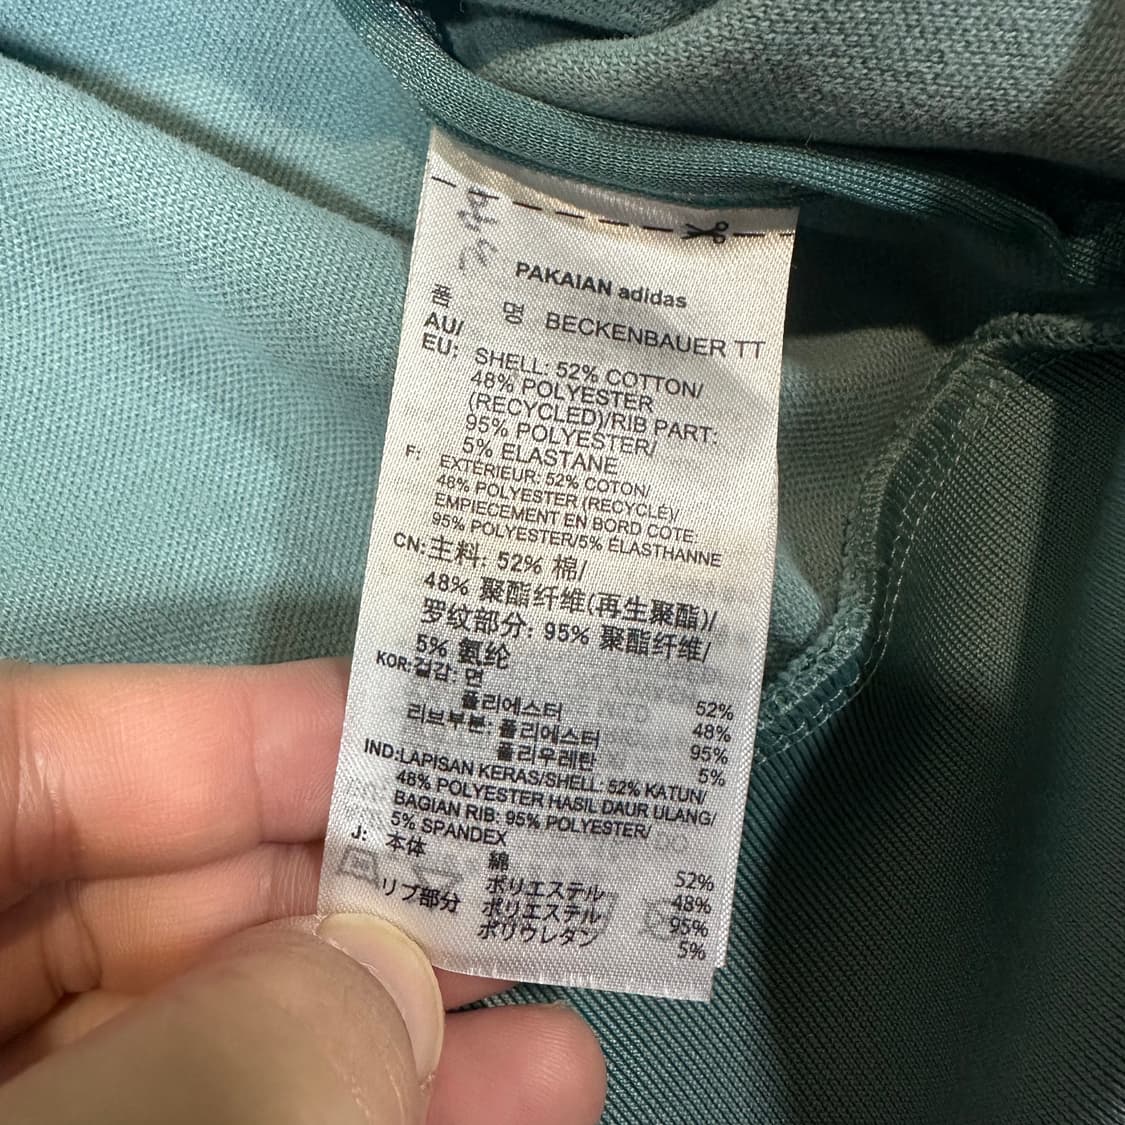 PAKAIAN adidas
품 명 BECKENBAUER TT
AU/
EU: SHELL: 52% COTTON/
48% POLYESTER
(RECYCLED)/RIB PART:
95% POLYESTER/
5% ELASTANE
F: EXTÉRIEUR: 52% COTON/
48% POLYESTER (RECYCLÉ)/
EMPIECEMENT EN BORD COTE:
95% POLYESTER/5% ÉLASTHANNE
CN: 主料: 52% 棉/
48% 聚酯纤维(再生聚酯)/
罗纹部分: 95% 聚酯纤维/
5% 氨纶
KOR: 겉감: 면 52%
폴리에스터 48%
리브부분: 폴리에스터 95%
폴리우레탄 5%
IND: LAPISAN KERAS/SHELL: 52% KATUN/
48% POLYESTER HASIL DAUR ULANG/
BAGIAN RIB: 95% POLYESTER/
5% SPANDEX
J: 本体 綿 52%
ポリエステル 48%
リブ部分 ポリエステル 95%
ポリウレタン 5%